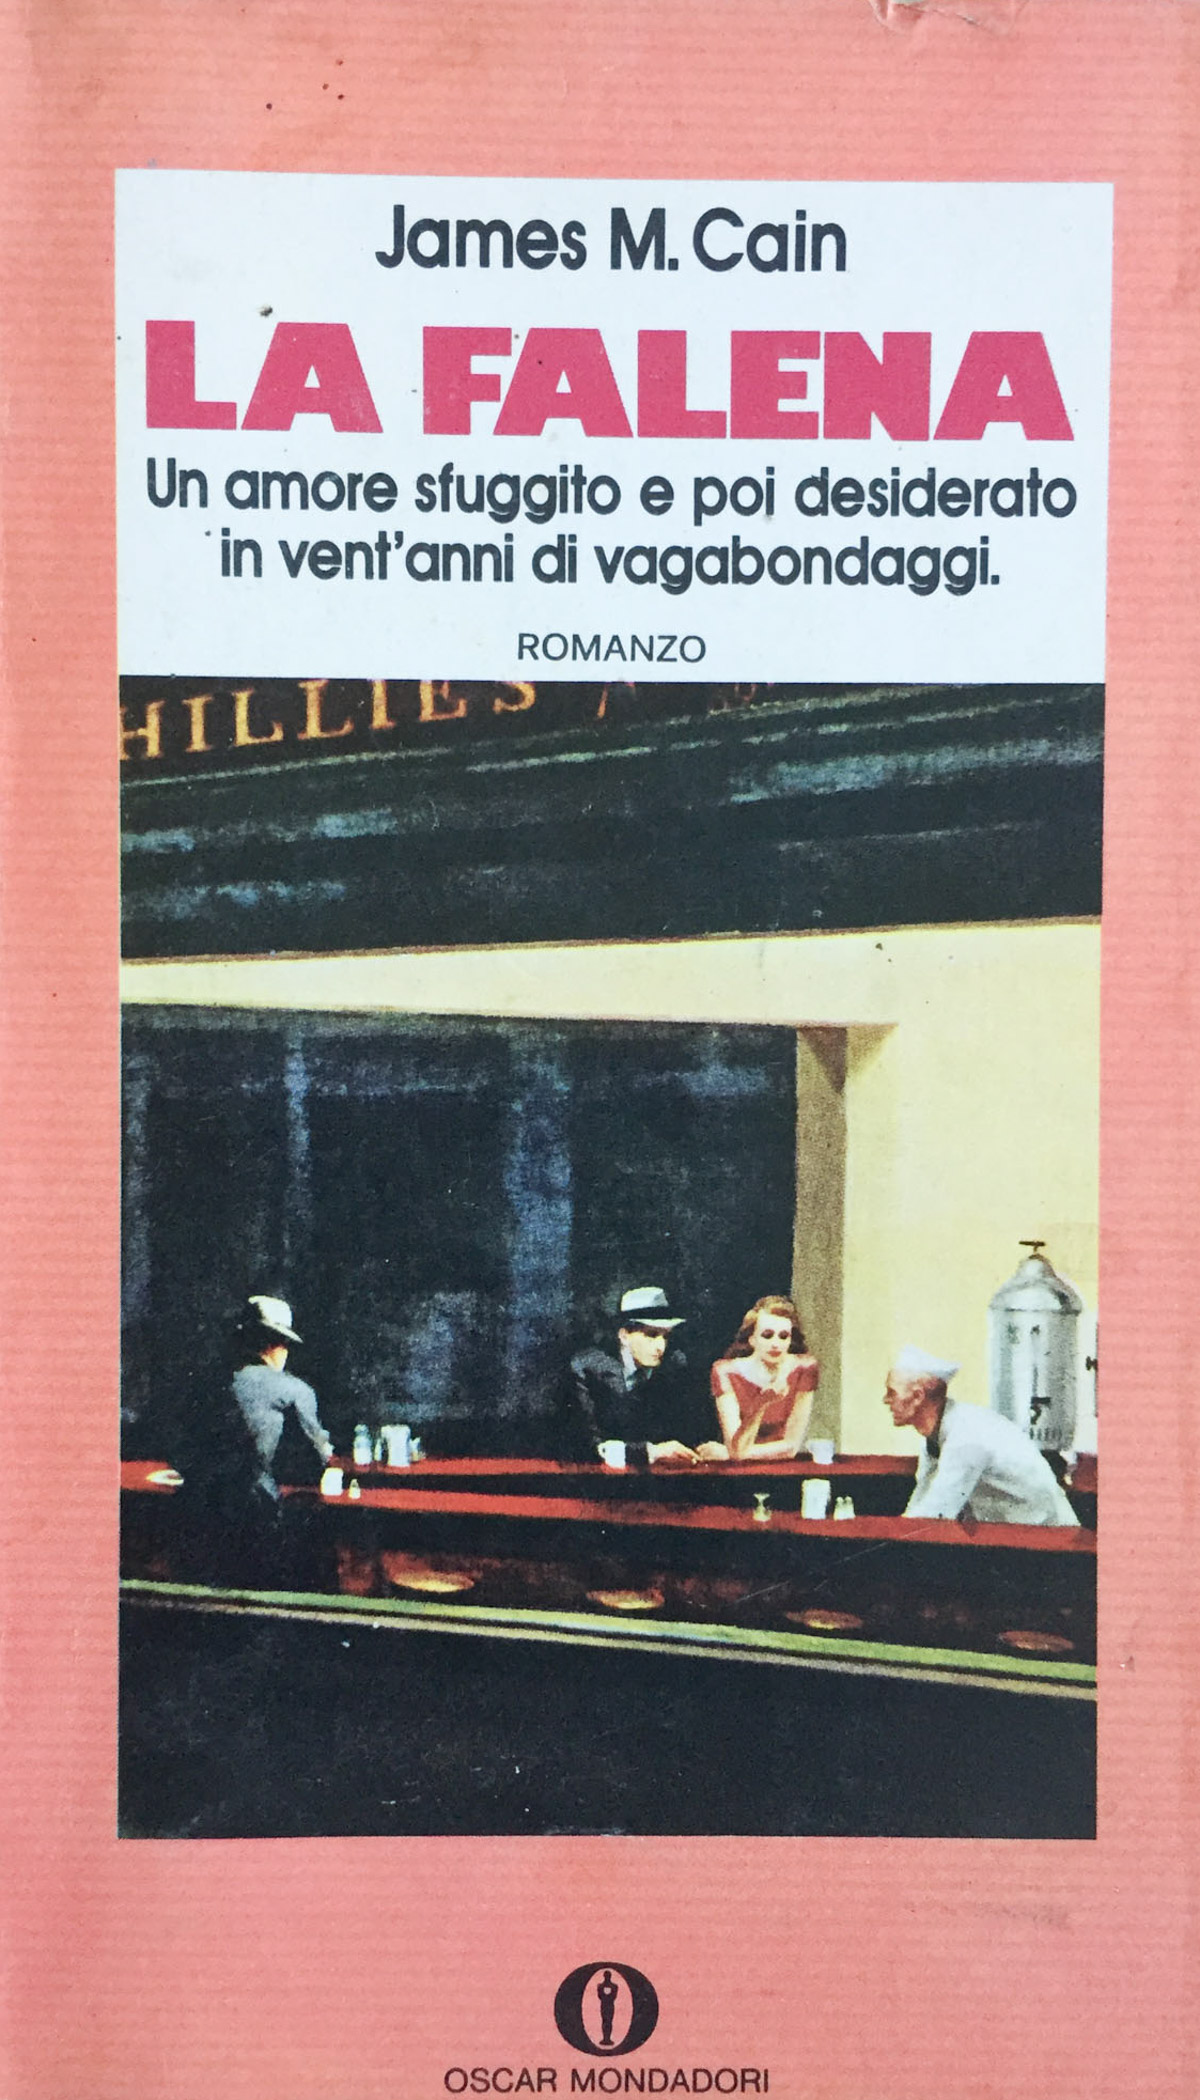 James M. Cain
LA FALENA
Un amore sfuggito e poi desiderato
in vent'anni di vagabondaggi.
ROMANZO
HILLIES
OSCAR MONDADORI